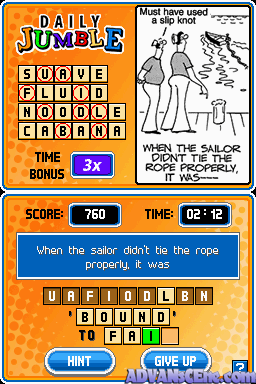 DAILY
JUMBLE
SUAVE
FLUID
NOODLE
CABANA
TIME
BONUS
3x
Must have used
a slip knot
WHEN THE SAILOR
DIDN'T TIE THE
ROPE PROPERLY,
IT WAS---
SCORE: 760 TIME: 02:12
When the sailor didn't tie the rope
properly, it was
UAFIODLBN
'BOUND'
TO FAI
HINT GIVE UP ?
ADVANSCENE.COM